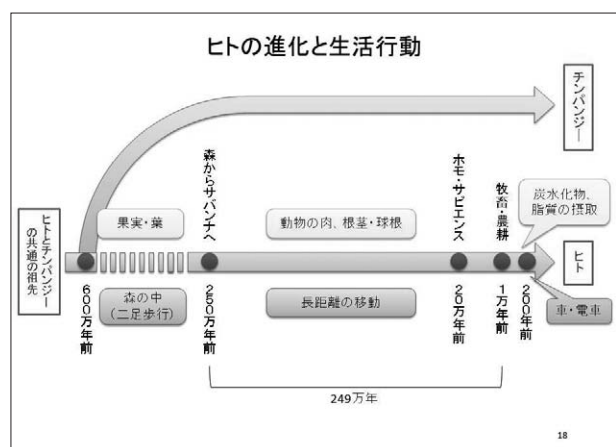 ヒトの進化と生活行動
チンパンジー
ヒトとチンパンジー
の共通の祖先
森からサバンナへ
ホモ・サピエンス
牧畜・農耕
炭水化物、
脂質の摂取
果実・葉
動物の肉、根茎・球根
ヒト
森の中
(二足歩行)
長距離の移動
車・電車
600万年前
250万年前
20万年前
1万年前
200年前
249万年
18